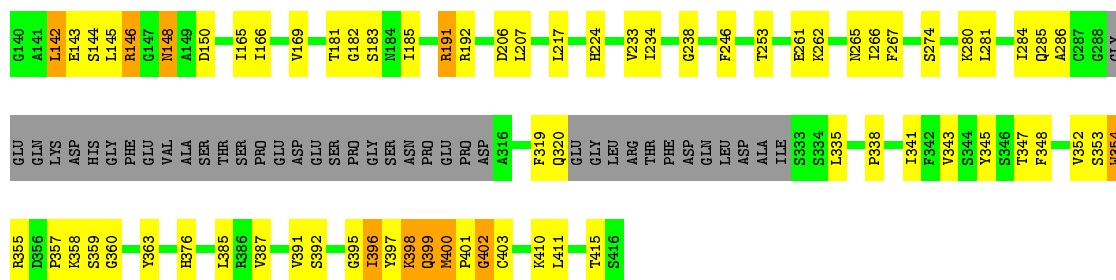 G140 A141 L142 E143 S144 L145 R146 G147 N148 A149 D150 I165 I166 V169 T181 G182 S183 N184 I185 R191 R192 D206 L207 L217 H224 V233 I234 G238 F246 T253 E261 K262 N265 I266 F267 S274 K280 L281 I284 Q285 A286 C287 G288 GLY
GLU GLN LYS ASP HIS GLY PHE GLU VAL ALA SER THR SER PRO GLU ASP GLU SER PRO GLY SER ASN PRO GLU PRO ASP A316 F319 Q320 GLU GLY LEU ARG THR PHE ASP GLN LEU ASP ALA ILE S333 S334 L335 P338 I341 F342 V343 S344 Y345 S346 T347 F348 V352 S353 W354
R355 D356 P357 K358 S359 G360 Y363 H376 L385 R386 V387 V391 S392 G395 I396 Y397 K398 Q399 M400 P401 G402 C403 K410 L411 T415 S416